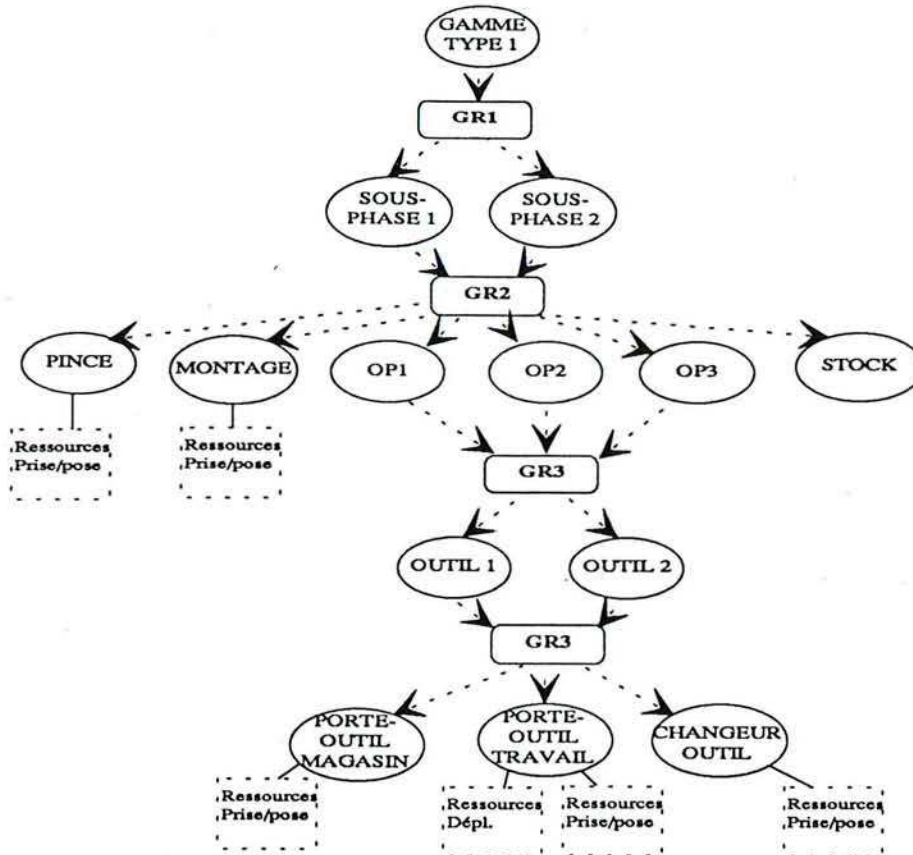 GAMME
TYPE 1
GR1
SOUS-
PHASE 1
SOUS-
PHASE 2
GR2
PINCE
MONTAGE
OP1
OP2
OP3
STOCK
Ressources
Prise/pose
Ressources
Prise/pose
GR3
OUTIL 1
OUTIL 2
GR3
PORTE-
OUTIL
MAGASIN
PORTE-
OUTIL
TRAVAIL
CHANGEUR
OUTIL
Ressources
Prise/pose
Ressources
Dépl.
Ressources
Prise/pose
Ressources
Prise/pose